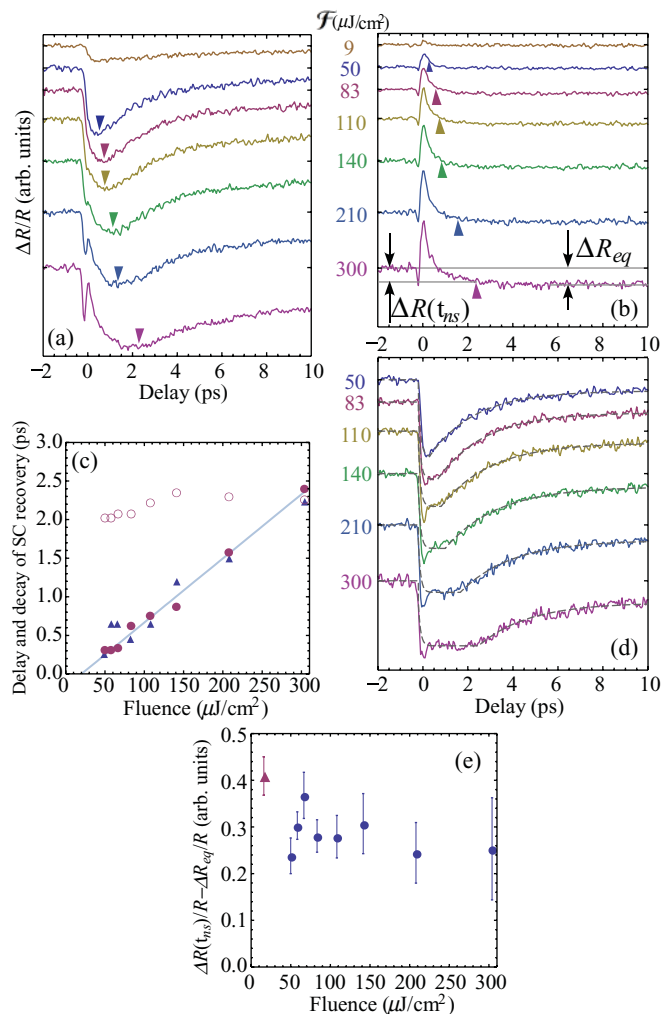 𝓕(μJ/cm²)
ΔR/R (arb. units)
(a)
−2 0 2 4 6 8 10
Delay (ps)
9
50
83
110
140
210
300
ΔR_eq
ΔR(t_ns)
(b)
−2 0 2 4 6 8 10
Delay and decay of SC recovery (ps)
3.0
2.5
2.0
1.5
1.0
0.5
0.0
(c)
0 50 100 150 200 250 300
Fluence (μJ/cm²)
50
83
110
140
210
300
(d)
−2 0 2 4 6 8 10
Delay (ps)
ΔR(t_ns)/R−ΔR_eq/R (arb. units)
0.5
0.4
0.3
0.2
0.1
0.0
(e)
0 50 100 150 200 250 300
Fluence (μJ/cm²)